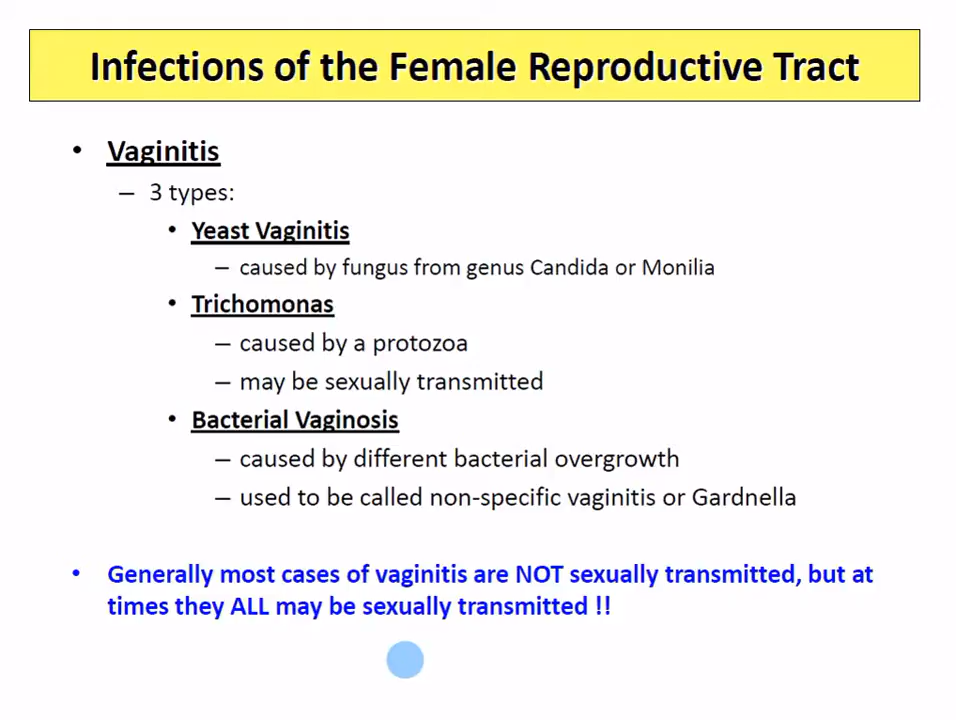 Infections of the Female Reproductive Tract
• Vaginitis
– 3 types:
• Yeast Vaginitis
– caused by fungus from genus Candida or Monilia
• Trichomonas
– caused by a protozoa
– may be sexually transmitted
• Bacterial Vaginosis
– caused by different bacterial overgrowth
– used to be called non-specific vaginitis or Gardnella
• Generally most cases of vaginitis are NOT sexually transmitted, but at
times they ALL may be sexually transmitted !!